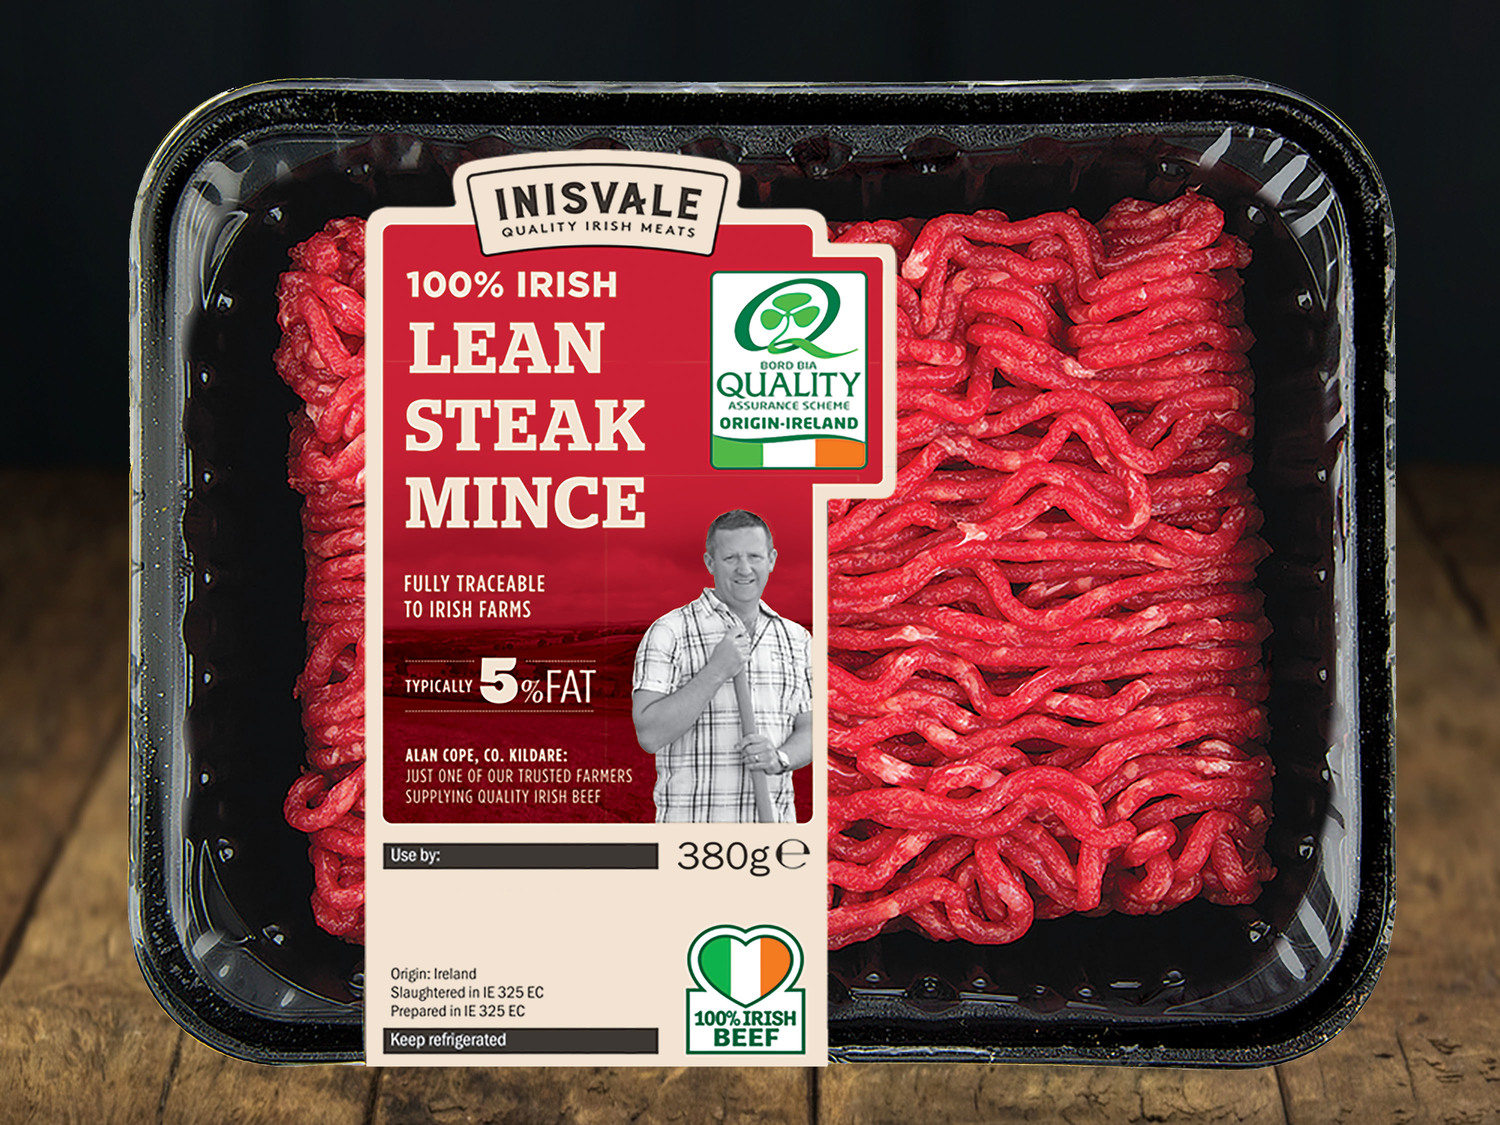 INISVALE
QUALITY IRISH MEATS
100% IRISH
LEAN
STEAK
MINCE
BORD BIA
QUALITY
ASSURANCE SCHEME
ORIGIN-IRELAND
FULLY TRACEABLE
TO IRISH FARMS
TYPICALLY 5% FAT
ALAN COPE, CO. KILDARE:
JUST ONE OF OUR TRUSTED FARMERS
SUPPLYING QUALITY IRISH BEEF
Use by:
380g ℮
Origin: Ireland
Slaughtered in IE 325 EC
Prepared in IE 325 EC
Keep refrigerated
100% IRISH
BEEF